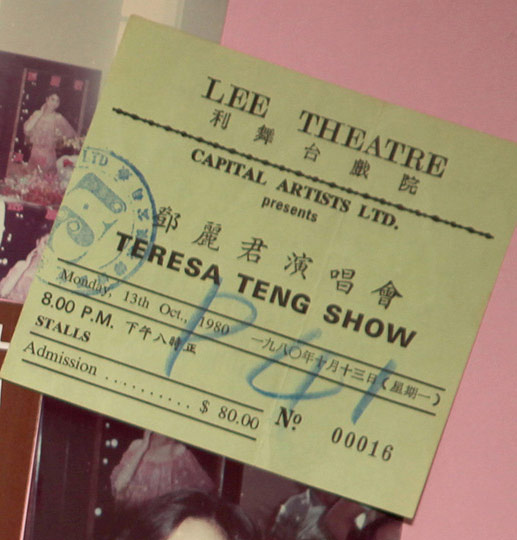 LEE THEATRE
利舞台戲院
CAPITAL ARTISTS LTD.
presents
鄧麗君演唱會
TERESA TENG SHOW
Monday, 13th Oct., 1980 一九八〇年十月十三日(星期一)
8.00 P.M. 下午八時正
STALLS
Admission .......... $ 80.00
Nº 00016
P 41
LTD